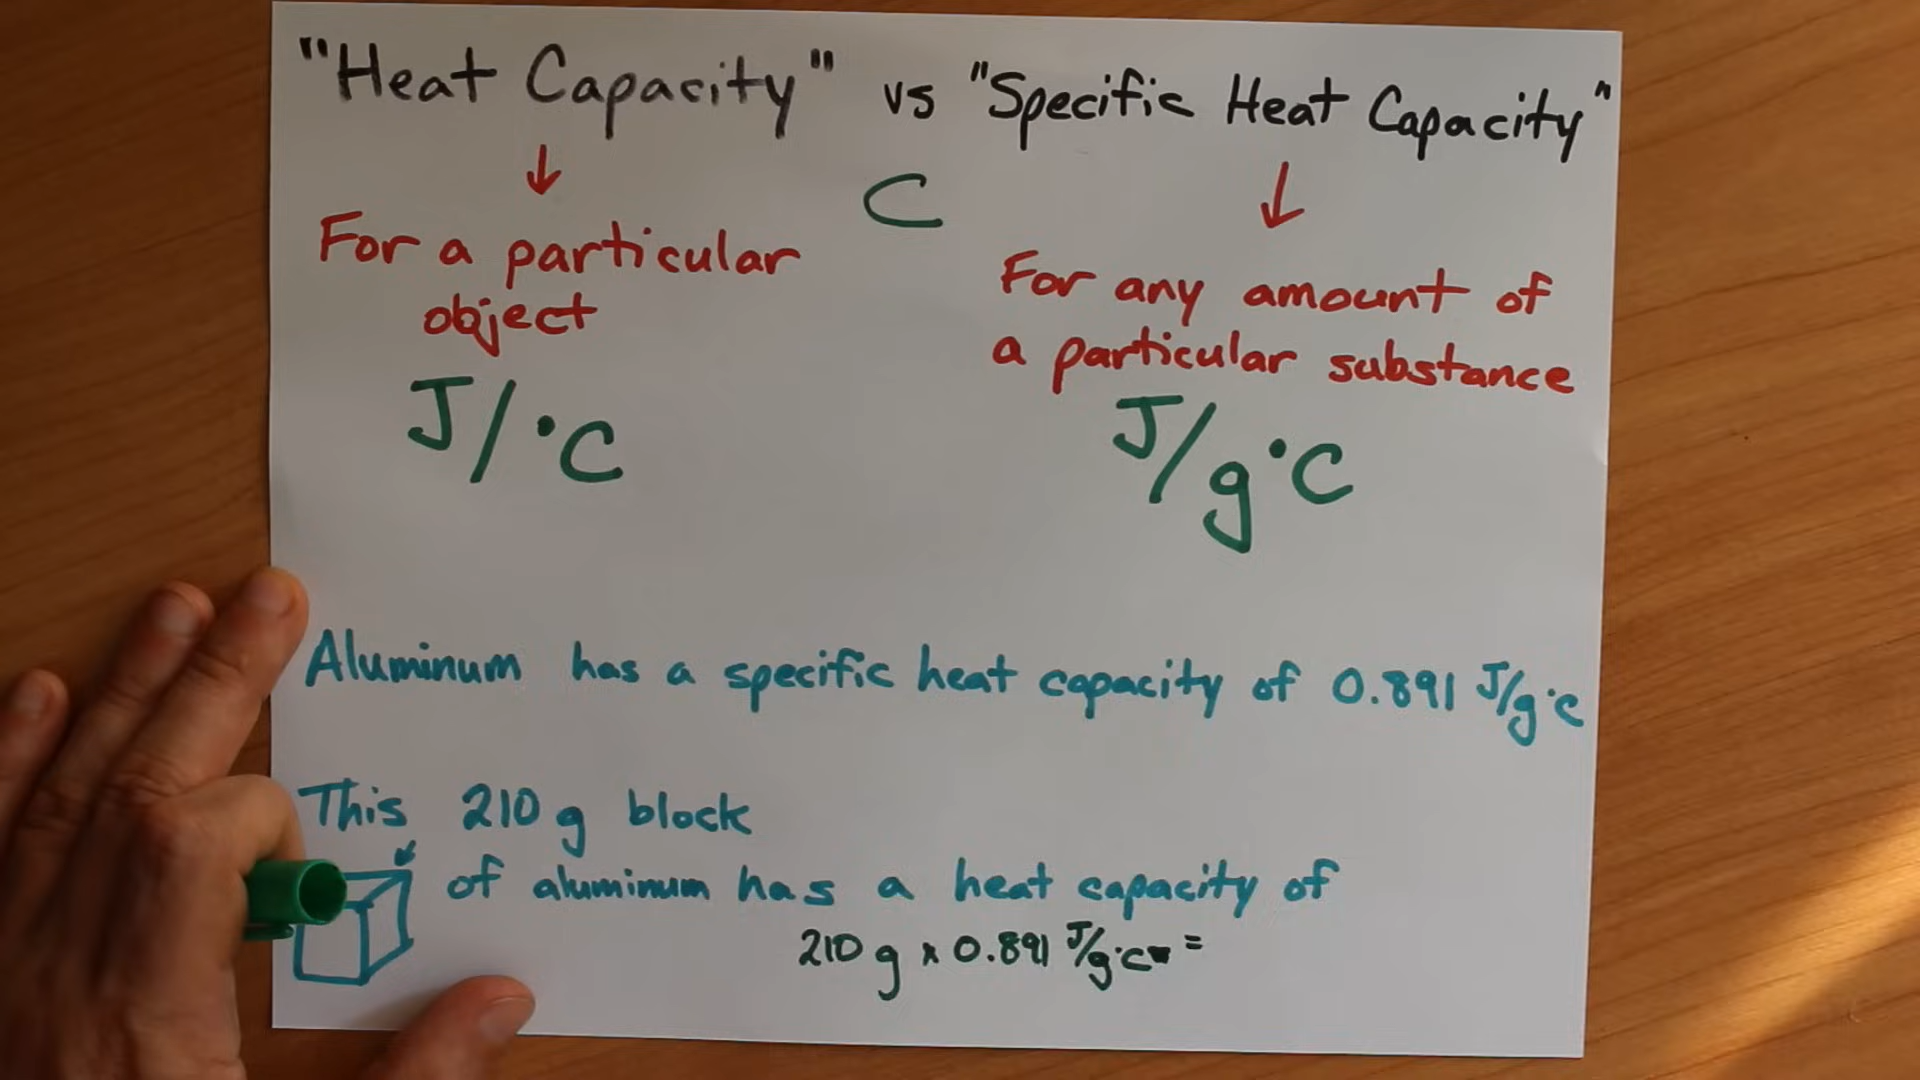 "Heat Capacity" vs "Specific Heat Capacity"
C
For a particular
object
J/°C
For any amount of
a particular substance
J/g°C
Aluminum has a specific heat capacity of 0.891 J/g°C
This 210 g block
of aluminum has a heat capacity of
210 g x 0.891 J/g°C =